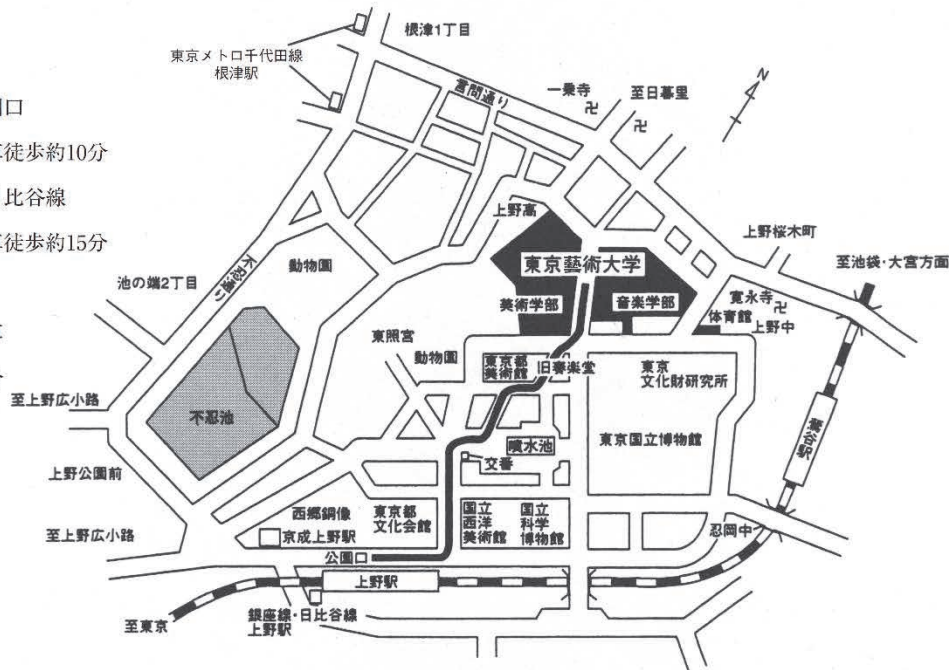 根津1丁目
東京メトロ千代田線
根津駅
言問通り
一乗寺
至日暮里
N
口
徒歩約10分
比谷線
徒歩約15分
上野高
上野桜木町
至池袋・大宮方面
不忍通り
動物園
池の端2丁目
東京藝術大学
美術学部
音楽学部
寛永寺
体育館
上野中
東照宮
動物園
東京都
美術館
旧奏楽堂
東京
文化財研究所
至上野広小路
不忍池
鶯谷駅
噴水池
交番
東京国立博物館
上野公園前
西郷銅像
東京都
文化会館
国立
西洋
美術館
国立
科学
博物館
忍岡中
至上野広小路
京成上野駅
公園口
上野駅
銀座線・日比谷線
上野駅
至東京